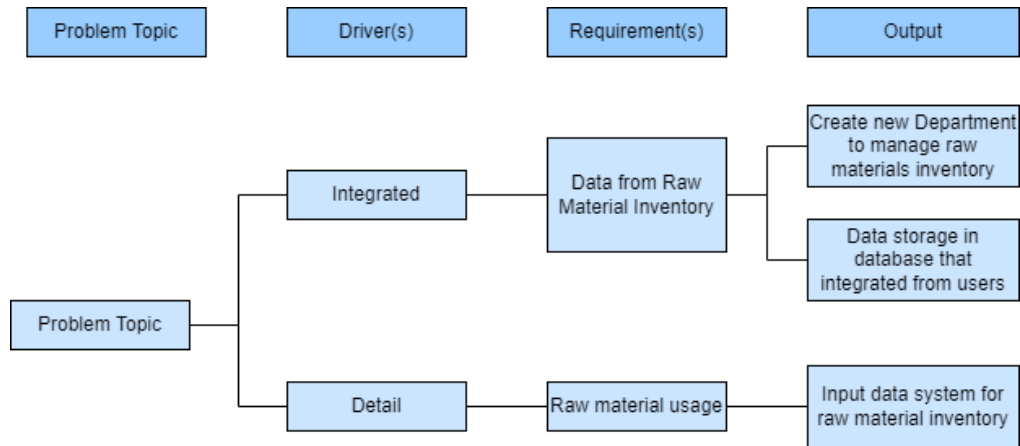 Problem Topic
Driver(s)
Requirement(s)
Output
Create new Department
to manage raw
materials inventory
Integrated
Data from Raw
Material Inventory
Data storage in
database that
integrated from users
Problem Topic
Detail
Raw material usage
Input data system for
raw material inventory